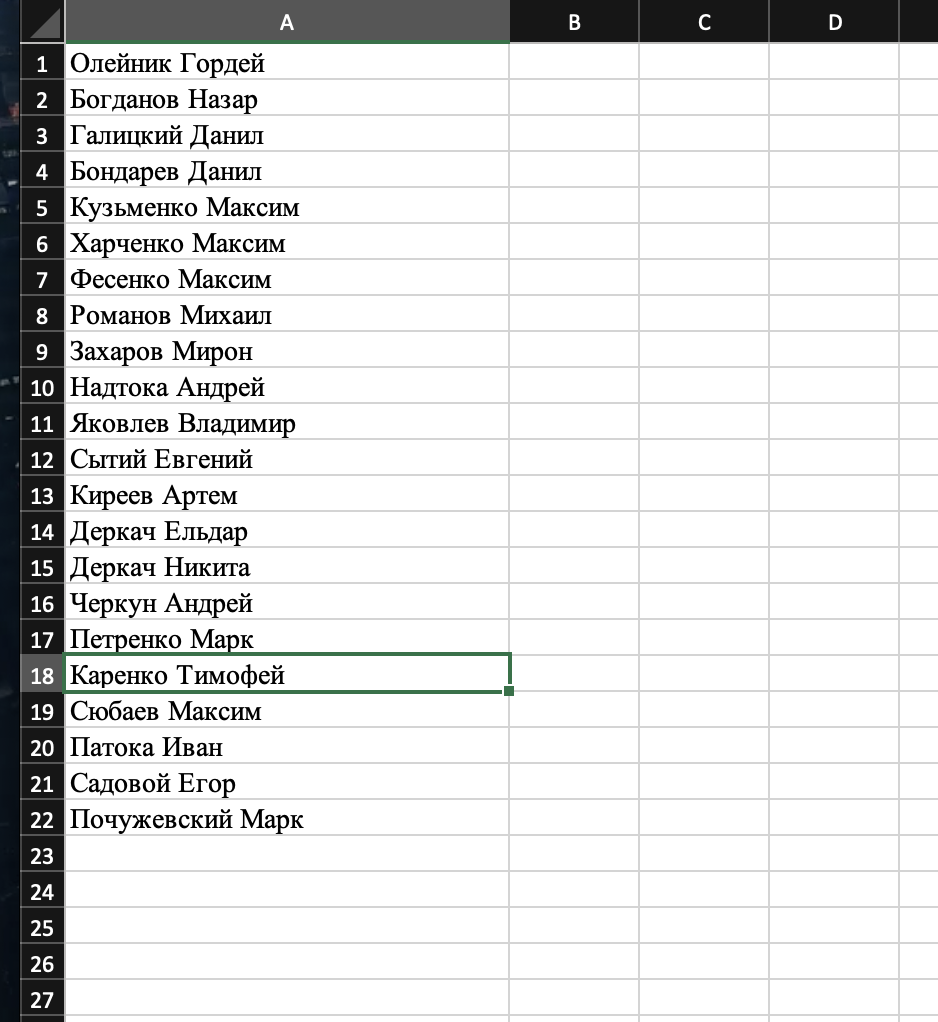 A B C D
1 Олейник Гордей
2 Богданов Назар
3 Галицкий Данил
4 Бондарев Данил
5 Кузьменко Максим
6 Харченко Максим
7 Фесенко Максим
8 Романов Михаил
9 Захаров Мирон
10 Надтока Андрей
11 Яковлев Владимир
12 Сытий Евгений
13 Киреев Артем
14 Деркач Ельдар
15 Деркач Никита
16 Черкун Андрей
17 Петренко Марк
18 Каренко Тимофей
19 Сюбаев Максим
20 Патока Иван
21 Садовой Егор
22 Почужевский Марк
23
24
25
26
27